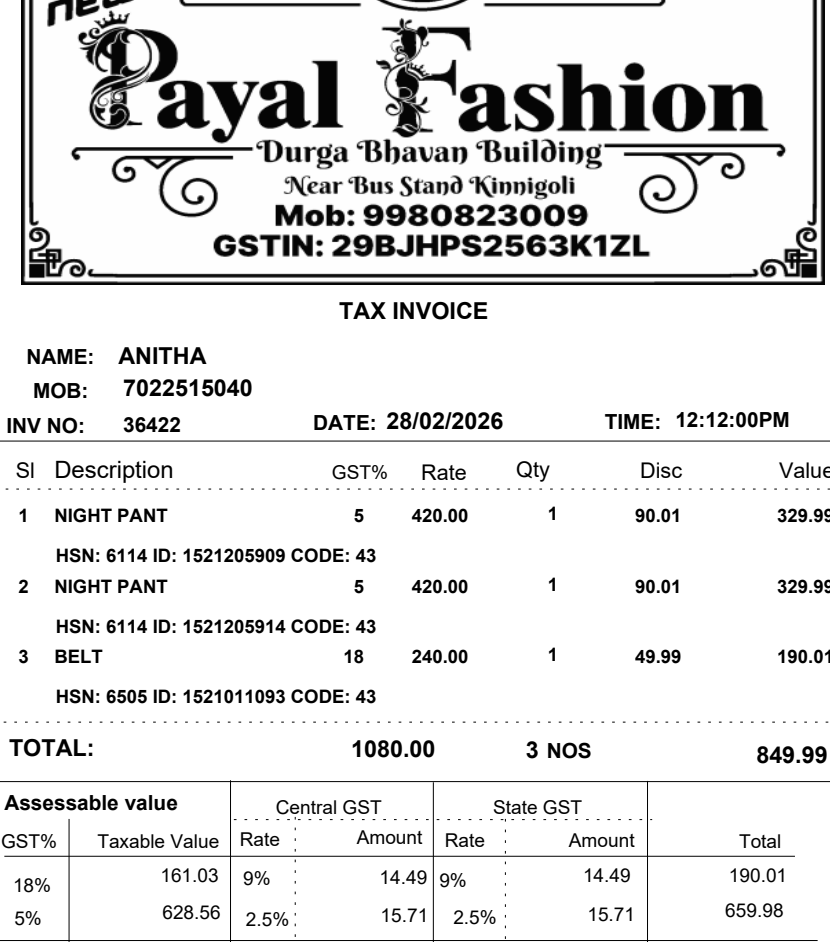 new
Payal Fashion
Durga Bhavan Building
Near Bus Stand Kinnigoli
Mob: 9980823009
GSTIN: 29BJHPS2563K1ZL
TAX INVOICE
NAME: ANITHA
MOB: 7022515040
INV NO: 36422 DATE: 28/02/2026 TIME: 12:12:00PM
Sl Description GST% Rate Qty Disc Value
1 NIGHT PANT 5 420.00 1 90.01 329.99
HSN: 6114 ID: 1521205909 CODE: 43
2 NIGHT PANT 5 420.00 1 90.01 329.99
HSN: 6114 ID: 1521205914 CODE: 43
3 BELT 18 240.00 1 49.99 190.01
HSN: 6505 ID: 1521011093 CODE: 43
TOTAL: 1080.00 3 NOS 849.99
Assessable value Central GST State GST
GST% Taxable Value Rate Amount Rate Amount Total
18% 161.03 9% 14.49 9% 14.49 190.01
5% 628.56 2.5% 15.71 2.5% 15.71 659.98